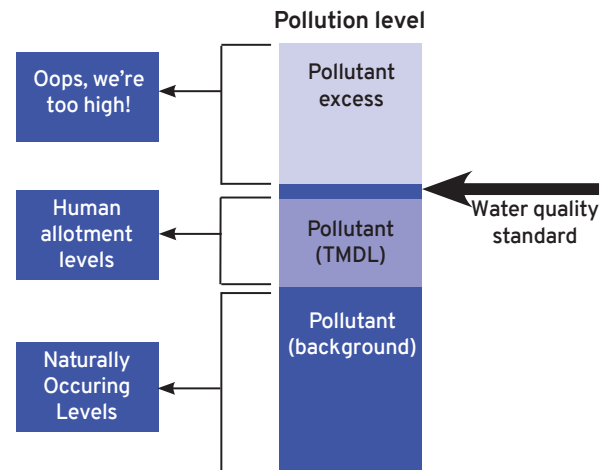 Pollution level
Oops, we're
too high!
Pollutant
excess
Water quality
standard
Human
allotment
levels
Pollutant
(TMDL)
Pollutant
(background)
Naturally
Occuring
Levels